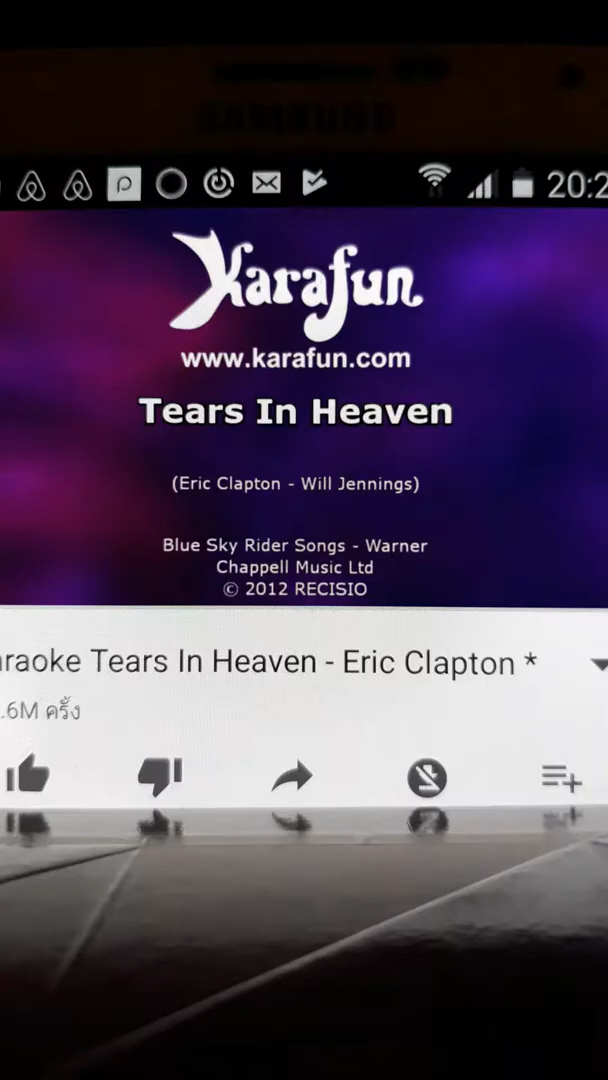 SAMSUNG
20:2
Karafun
www.karafun.com
Tears In Heaven
(Eric Clapton - Will Jennings)
Blue Sky Rider Songs - Warner
Chappell Music Ltd
© 2012 RECISIO
araoke Tears In Heaven - Eric Clapton *
.6M ครั้ง